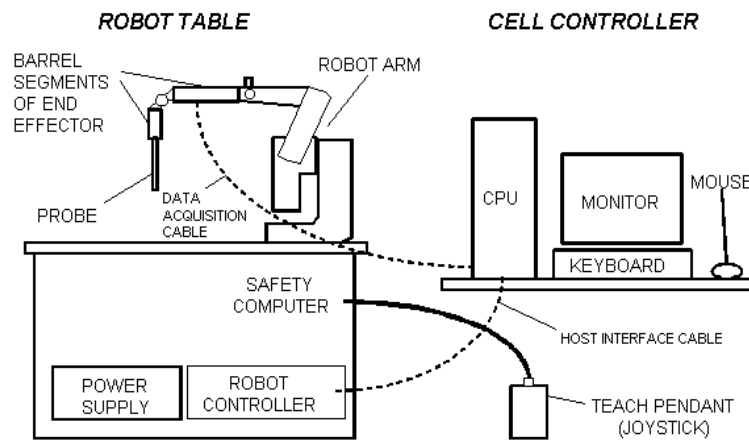 ROBOT TABLE
CELL CONTROLLER
BARREL
SEGMENTS
OF END
EFFECTOR
ROBOT ARM
PROBE
DATA
ACQUISITION
CABLE
CPU
MONITOR
MOUSE
KEYBOARD
SAFETY
COMPUTER
HOST INTERFACE CABLE
POWER
SUPPLY
ROBOT
CONTROLLER
TEACH PENDANT
(JOYSTICK)